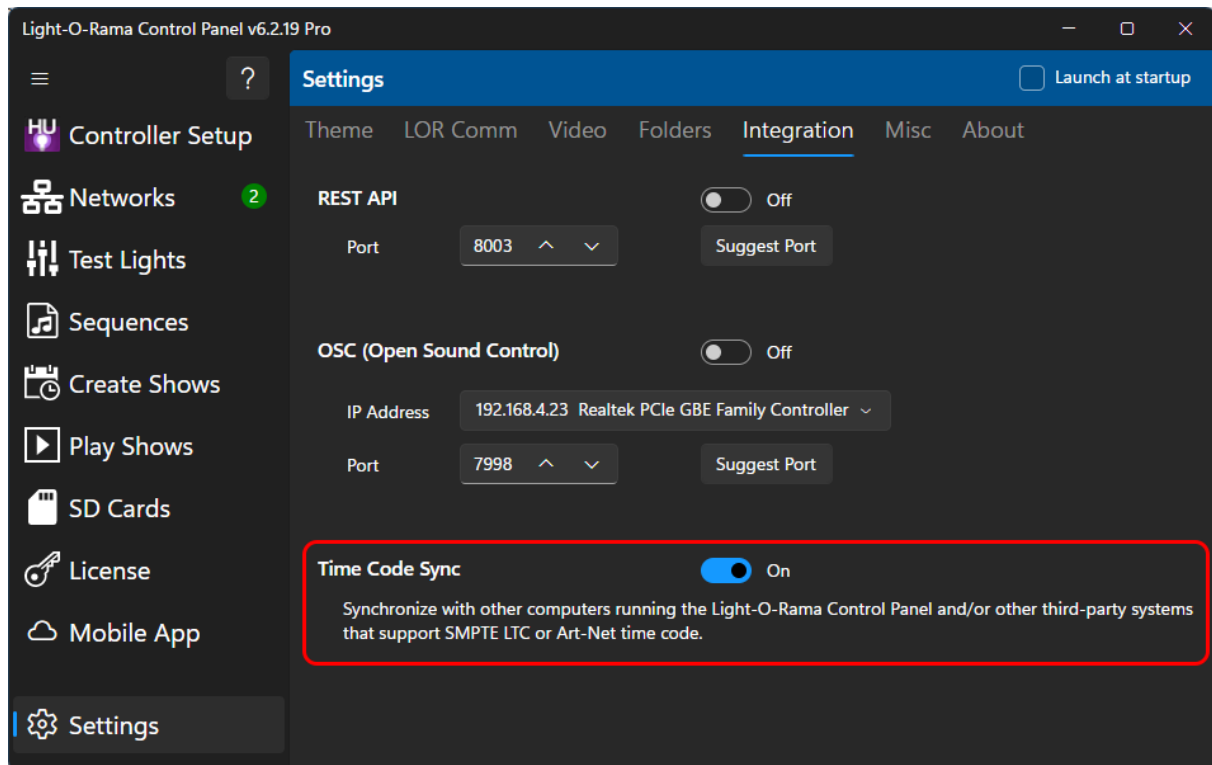 Light-O-Rama Control Panel v6.2.19 Pro
?
Settings
Launch at startup
HU
Controller Setup
Theme LOR Comm Video Folders Integration Misc About
Networks 2
REST API Off
Port 8003 Suggest Port
Test Lights
Sequences
OSC (Open Sound Control) Off
Create Shows
IP Address 192.168.4.23 Realtek PCIe GBE Family Controller
Play Shows
Port 7998 Suggest Port
SD Cards
License
Time Code Sync On
Synchronize with other computers running the Light-O-Rama Control Panel and/or other third-party systems
that support SMPTE LTC or Art-Net time code.
Mobile App
Settings